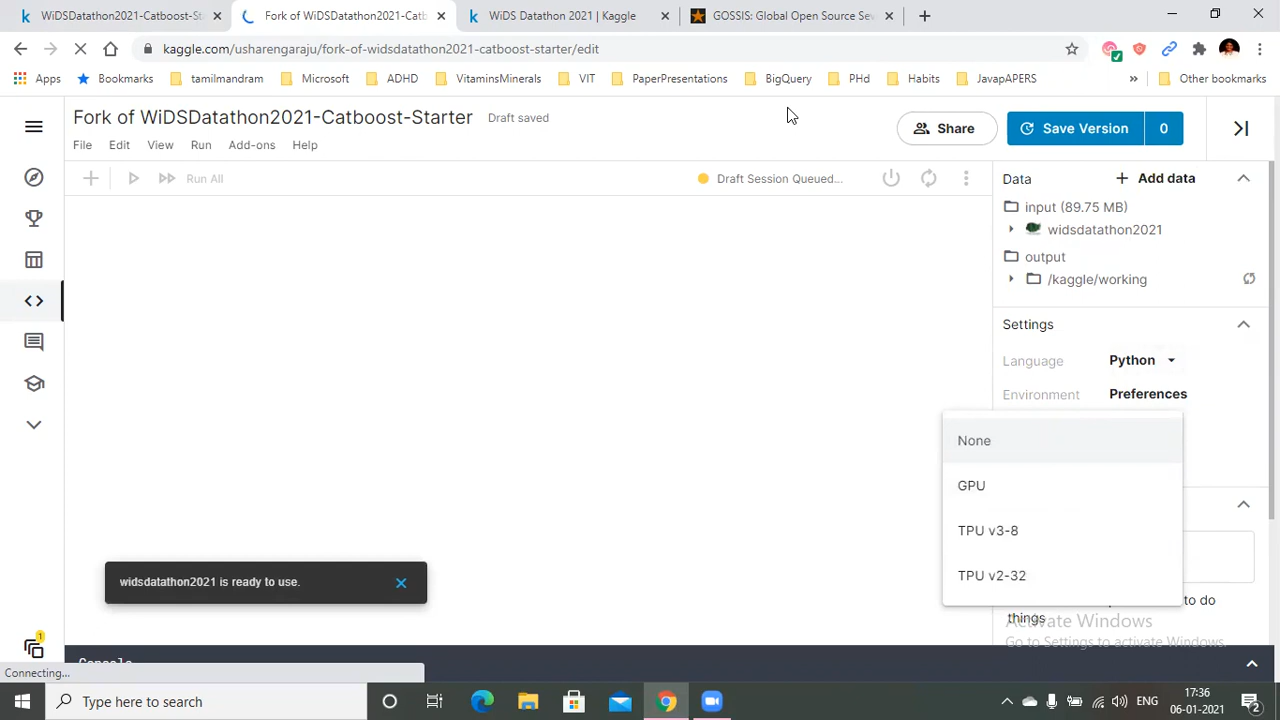 WiDSDatathon2021-Catboost-St
Fork of WiDSDatathon2021-Catb
WiDS Datathon 2021 | Kaggle
GOSSIS: Global Open Source Sev
kaggle.com/usharengaraju/fork-of-widsdatathon2021-catboost-starter/edit
Apps
Bookmarks
tamilmandram
Microsoft
ADHD
VitaminsMinerals
VIT
PaperPresentations
BigQuery
PHd
Habits
JavapAPERS
»
Other bookmarks
Fork of WiDSDatathon2021-Catboost-Starter
Draft saved
Share
Save Version
0
File
Edit
View
Run
Add-ons
Help
Run All
Draft Session Queued...
Data
+ Add data
input (89.75 MB)
widsdatathon2021
output
/kaggle/working
Settings
Language
Python
Environment
Preferences
None
GPU
TPU v3-8
TPU v2-32
to do
things
Activate Windows
Go to Settings to activate Windows.
widsdatathon2021 is ready to use.
1
Console
Connecting...
Type here to search
ENG
17:36
06-01-2021
2